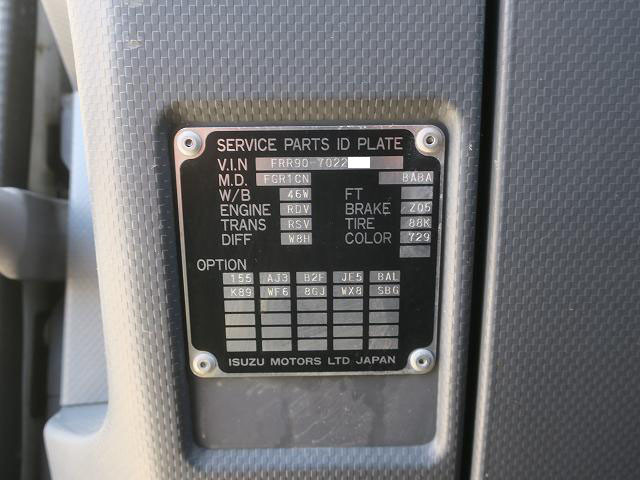 SERVICE PARTS ID PLATE
V.I.N FRR90-7022
M.D. FGR1CN BABA
W/B 46W FT
ENGINE RDV BRAKE Z05
TRANS RSV TIRE 88K
DIFF W8H COLOR 729
OPTION
155 AJ3 B2F JE5 BAL
K89 WF6 8GJ WX8 SBG
ISUZU MOTORS LTD JAPAN